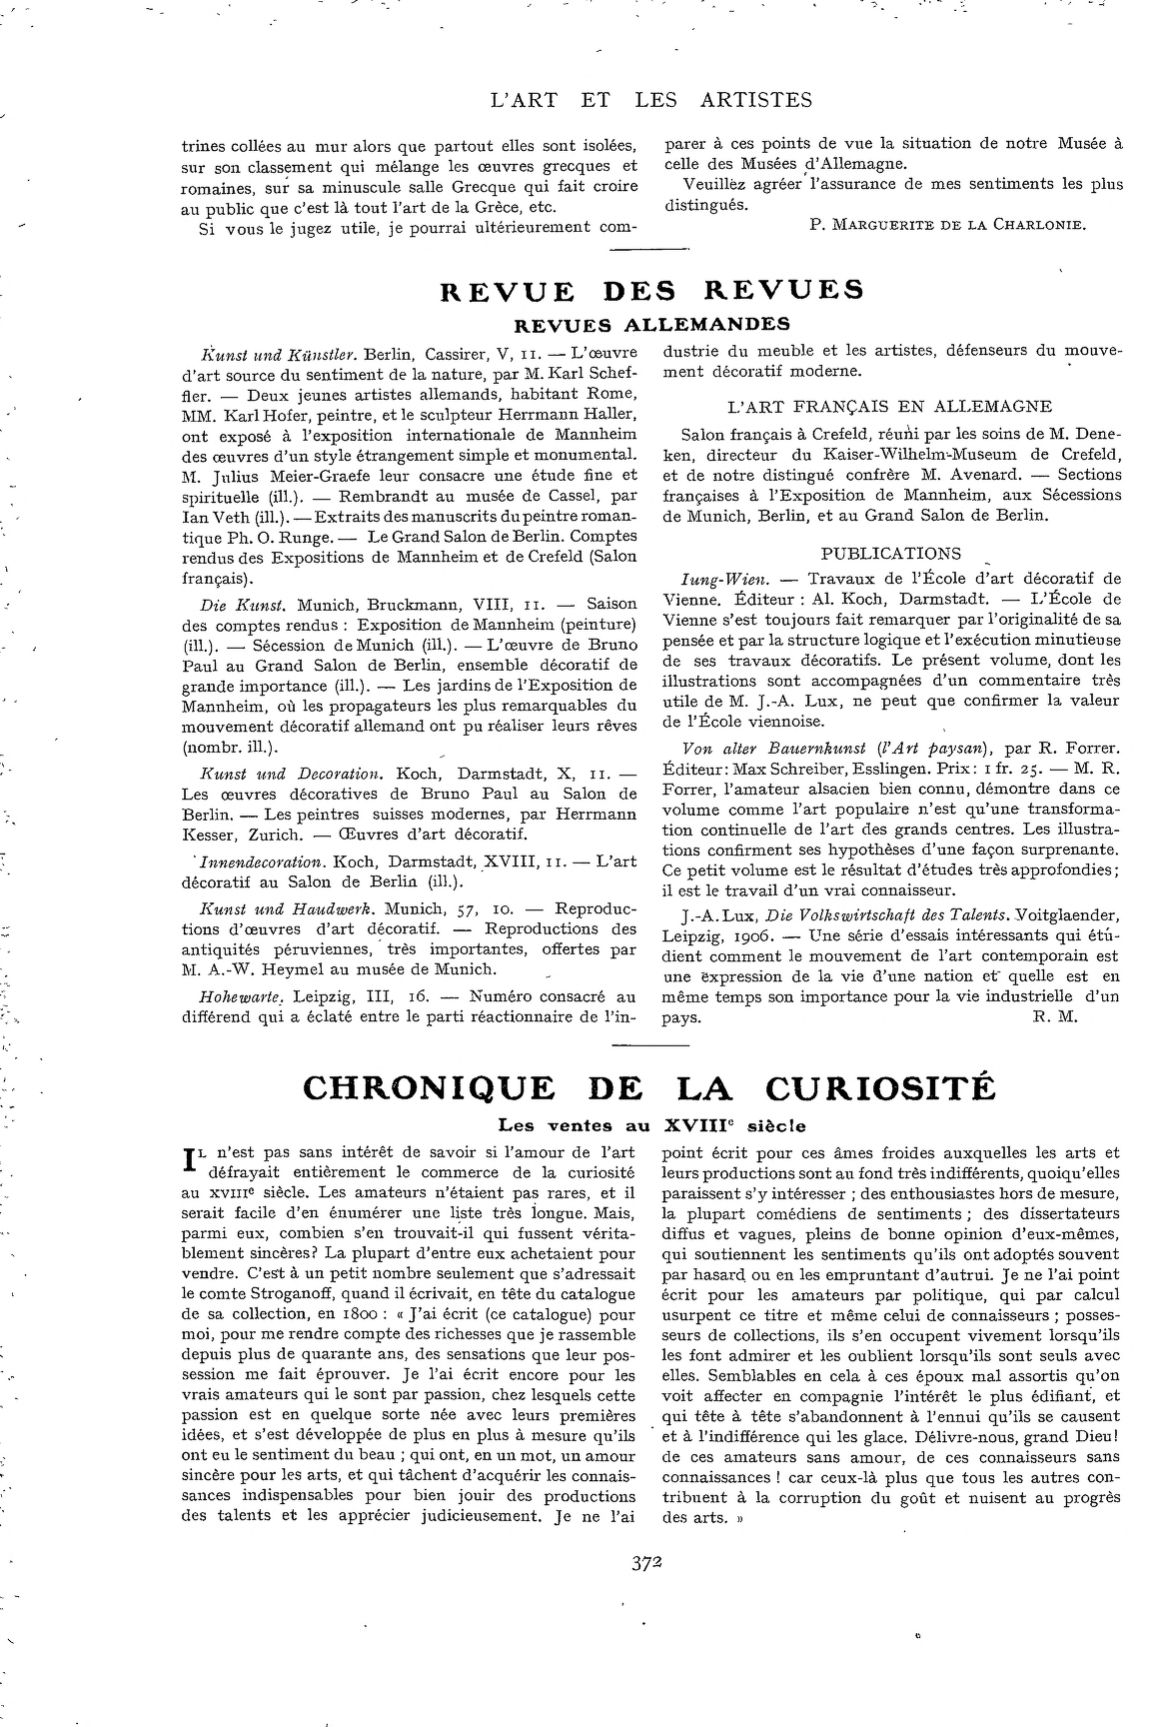 L'ART ET LES ARTISTES
trines collées au mur alors que partout elles sont isolées,
sur son classement qui mélange les œuvres grecques et
romaines, sur sa minuscule salle Grecque qui fait croire
au public que c'est là tout l'art de la Grèce, etc.
Si vous le jugez utile, je pourrai ultérieurement com-
parer à ces points de vue la situation de notre Musée à
celle des Musées d'Allemagne.
Veuillez agréer l'assurance de mes sentiments les plus
distingués.
P. MARGUERITE DE LA CHARLONIE.
REVUE DES REVUES
REVUES ALLEMANDES
Kunst und Künstler. Berlin, Cassirer, V, 11. — L'œuvre
d'art source du sentiment de la nature, par M. Karl Schef-
fler. — Deux jeunes artistes allemands, habitant Rome,
MM. Karl Hofer, peintre, et le sculpteur Herrmann Haller,
ont exposé à l'exposition internationale de Mannheim
des œuvres d'un style étrangement simple et monumental.
M. Julius Meier-Graefe leur consacre une étude fine et
spirituelle (ill.). — Rembrandt au musée de Cassel, par
Ian Veth (ill.). — Extraits des manuscrits du peintre roman-
tique Ph. O. Runge. — Le Grand Salon de Berlin. Comptes
rendus des Expositions de Mannheim et de Crefeld (Salon
français).
Die Kunst. Munich, Bruckmann, VIII, 11. — Saison
des comptes rendus : Exposition de Mannheim (peinture)
(ill.). — Sécession de Munich (ill.). — L'œuvre de Bruno
Paul au Grand Salon de Berlin, ensemble décoratif de
grande importance (ill.). — Les jardins de l'Exposition de
Mannheim, où les propagateurs les plus remarquables du
mouvement décoratif allemand ont pu réaliser leurs rêves
(nombr. ill.).
Kunst und Decoration. Koch, Darmstadt, X, 11. —
Les œuvres décoratives de Bruno Paul au Salon de
Berlin. — Les peintres suisses modernes, par Herrmann
Kesser, Zurich. — Œuvres d'art décoratif.
Innendecoration. Koch, Darmstadt, XVIII, 11. — L'art
décoratif au Salon de Berlin (ill.).
Kunst und Haudwerk. Munich, 57, 10. — Reproduc-
tions d'œuvres d'art décoratif. — Reproductions des
antiquités péruviennes, très importantes, offertes par
M. A.-W. Heymel au musée de Munich.
Hohewarte. Leipzig, III, 16. — Numéro consacré au
différend qui a éclaté entre le parti réactionnaire de l'in-
dustrie du meuble et les artistes, défenseurs du mouve-
ment décoratif moderne.
L'ART FRANÇAIS EN ALLEMAGNE
Salon français à Crefeld, réuni par les soins de M. Dene-
ken, directeur du Kaiser-Wilhelm-Museum de Crefeld,
et de notre distingué confrère M. Avenard. — Sections
françaises à l'Exposition de Mannheim, aux Sécessions
de Munich, Berlin, et au Grand Salon de Berlin.
PUBLICATIONS
Iung-Wien. — Travaux de l'École d'art décoratif de
Vienne. Éditeur : Al. Koch, Darmstadt. — L'École de
Vienne s'est toujours fait remarquer par l'originalité de sa
pensée et par la structure logique et l'exécution minutieuse
de ses travaux décoratifs. Le présent volume, dont les
illustrations sont accompagnées d'un commentaire très
utile de M. J.-A. Lux, ne peut que confirmer la valeur
de l'École viennoise.
Von alter Bauernkunst (l'Art paysan), par R. Forrer.
Éditeur: Max Schreiber, Esslingen. Prix : 1 fr. 25. — M. R.
Forrer, l'amateur alsacien bien connu, démontre dans ce
volume comme l'art populaire n'est qu'une transforma-
tion continuelle de l'art des grands centres. Les illustra-
tions confirment ses hypothèses d'une façon surprenante.
Ce petit volume est le résultat d'études très approfondies;
il est le travail d'un vrai connaisseur.
J.-A. Lux, Die Volkswirtschaft des Talents. Voitglaender,
Leipzig, 1906. — Une série d'essais intéressants qui étu-
dient comment le mouvement de l'art contemporain est
une expression de la vie d'une nation et quelle est en
même temps son importance pour la vie industrielle d'un
pays. R. M.
CHRONIQUE DE LA CURIOSITÉ
Les ventes au XVIIIe siècle
IL n'est pas sans intérêt de savoir si l'amour de l'art
défrayait entièrement le commerce de la curiosité
au XVIIIe siècle. Les amateurs n'étaient pas rares, et il
serait facile d'en énumérer une liste très longue. Mais,
parmi eux, combien s'en trouvait-il qui fussent vérita-
blement sincères? La plupart d'entre eux achetaient pour
vendre. C'est à un petit nombre seulement que s'adressait
le comte Stroganoff, quand il écrivait, en tête du catalogue
de sa collection, en 1800 : « J'ai écrit (ce catalogue) pour
moi, pour me rendre compte des richesses que je rassemble
depuis plus de quarante ans, des sensations que leur pos-
session me fait éprouver. Je l'ai écrit encore pour les
vrais amateurs qui le sont par passion, chez lesquels cette
passion est en quelque sorte née avec leurs premières
idées, et s'est développée de plus en plus à mesure qu'ils
ont eu le sentiment du beau ; qui ont, en un mot, un amour
sincère pour les arts, et qui tâchent d'acquérir les connais-
sances indispensables pour bien jouir des productions
des talents et les apprécier judicieusement. Je ne l'ai
point écrit pour ces âmes froides auxquelles les arts et
leurs productions sont au fond très indifférents, quoiqu'elles
paraissent s'y intéresser ; des enthousiastes hors de mesure,
la plupart comédiens de sentiments ; des dissertateurs
diffus et vagues, pleins de bonne opinion d'eux-mêmes,
qui soutiennent les sentiments qu'ils ont adoptés souvent
par hasard ou en les empruntant d'autrui. Je ne l'ai point
écrit pour les amateurs par politique, qui par calcul
usurpent ce titre et même celui de connaisseurs ; posses-
seurs de collections, ils s'en occupent vivement lorsqu'ils
les font admirer et les oublient lorsqu'ils sont seuls avec
elles. Semblables en cela à ces époux mal assortis qu'on
voit affecter en compagnie l'intérêt le plus édifiant, et
qui tête à tête s'abandonnent à l'ennui qu'ils se causent
et à l'indifférence qui les glace. Délivre-nous, grand Dieu!
de ces amateurs sans amour, de ces connaisseurs sans
connaissances ! car ceux-là plus que tous les autres con-
tribuent à la corruption du goût et nuisent au progrès
des arts. »
372